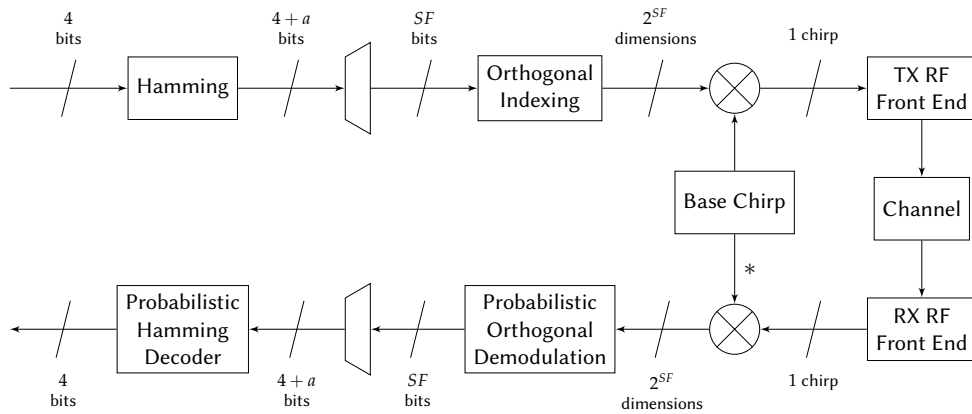 4
bits
Hamming
4 + a
bits
SF
bits
Orthogonal
Indexing
2^SF
dimensions
1 chirp
TX RF
Front End
Base Chirp
Channel
*
4
bits
Probabilistic
Hamming
Decoder
4 + a
bits
SF
bits
Probabilistic
Orthogonal
Demodulation
2^SF
dimensions
1 chirp
RX RF
Front End